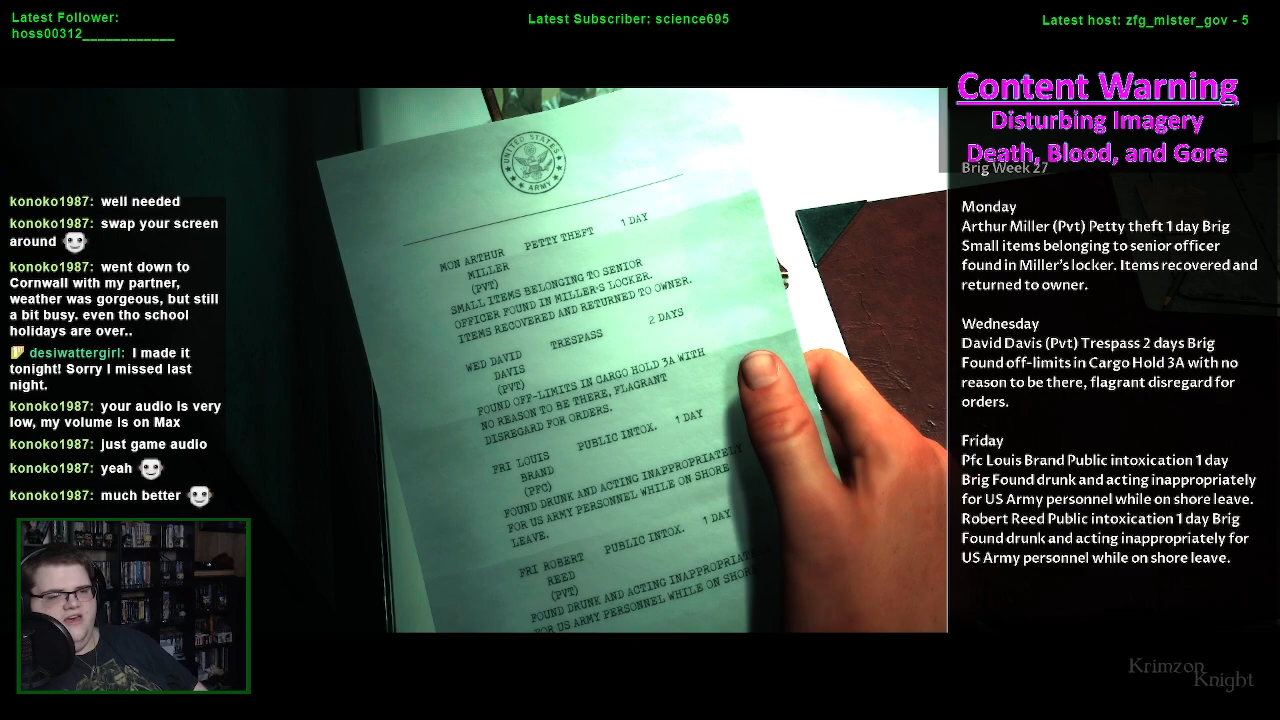 Latest Follower:
hoss00312____________
Latest Subscriber: science695
Latest host: zfg_mister_gov - 5
Content Warning
Disturbing Imagery
Death, Blood, and Gore
konoko1987: well needed
konoko1987: swap your screen
around
konoko1987: went down to
Cornwall with my partner,
weather was gorgeous, but still
a bit busy. even tho school
holidays are over..
desiwattergirl: I made it
tonight! Sorry I missed last
night.
konoko1987: your audio is very
low, my volume is on Max
konoko1987: just game audio
konoko1987: yeah
konoko1987: much better
UNITED STATES
ARMY
MON ARTHUR PETTY THEFT 1 DAY
MILLER
(PVT)
SMALL ITEMS BELONGING TO SENIOR
OFFICER FOUND IN MILLER'S LOCKER.
ITEMS RECOVERED AND RETURNED TO OWNER.
WED DAVID TRESPASS 2 DAYS
DAVIS
(PVT)
FOUND OFF-LIMITS IN CARGO HOLD 3A WITH
NO REASON TO BE THERE, FLAGRANT
DISREGARD FOR ORDERS.
FRI LOUIS PUBLIC INTOX. 1 DAY
BRAND
(PFC)
FOUND DRUNK AND ACTING INAPPROPRIATELY
FOR US ARMY PERSONNEL WHILE ON SHORE
LEAVE.
FRI ROBERT PUBLIC INTOX. 1 DAY
REED
(PVT)
FOUND DRUNK AND ACTING INAPPROPRIAT
FOR US ARMY PERSONNEL WHILE ON SHOR
Brig Week 27
Monday
Arthur Miller (Pvt) Petty theft 1 day Brig
Small items belonging to senior officer
found in Miller's locker. Items recovered and
returned to owner.
Wednesday
David Davis (Pvt) Trespass 2 days Brig
Found off-limits in Cargo Hold 3A with no
reason to be there, flagrant disregard for
orders.
Friday
Pfc Louis Brand Public intoxication 1 day
Brig Found drunk and acting inappropriately
for US Army personnel while on shore leave.
Robert Reed Public intoxication 1 day Brig
Found drunk and acting inappropriately for
US Army personnel while on shore leave.
Krimzon
Knight